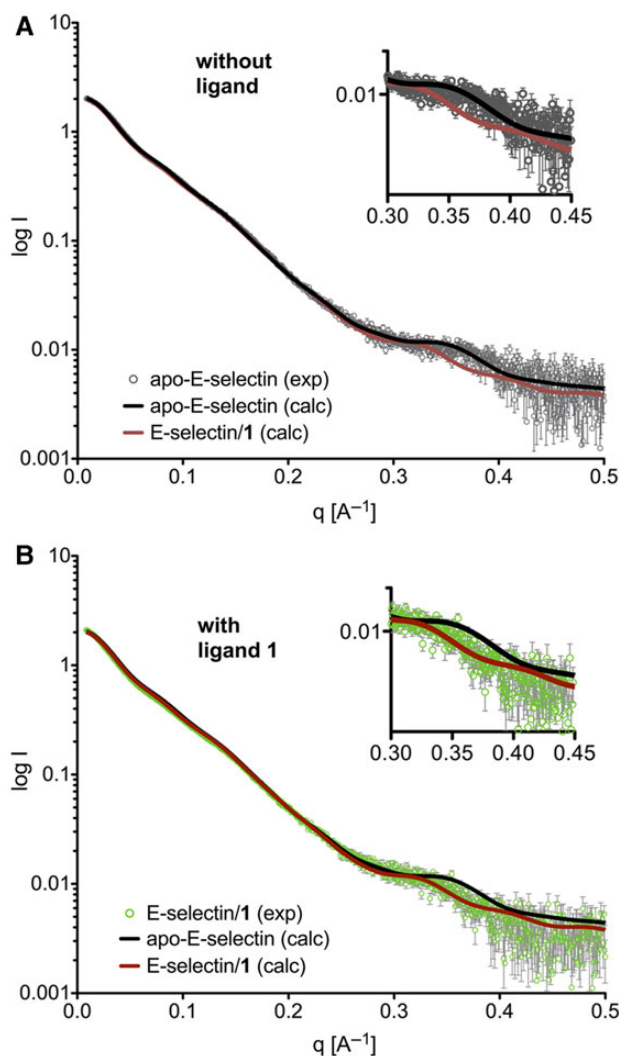 A
10
1
0.1
0.01
0.001
log I
without
ligand
0.01
0.30 0.35 0.40 0.45
apo-E-selectin (exp)
apo-E-selectin (calc)
E-selectin/1 (calc)
0.0 0.1 0.2 0.3 0.4 0.5
q [A⁻¹]
B
10
1
0.1
0.01
0.001
log I
with
ligand 1
0.01
0.30 0.35 0.40 0.45
E-selectin/1 (exp)
apo-E-selectin (calc)
E-selectin/1 (calc)
0.0 0.1 0.2 0.3 0.4 0.5
q [A⁻¹]